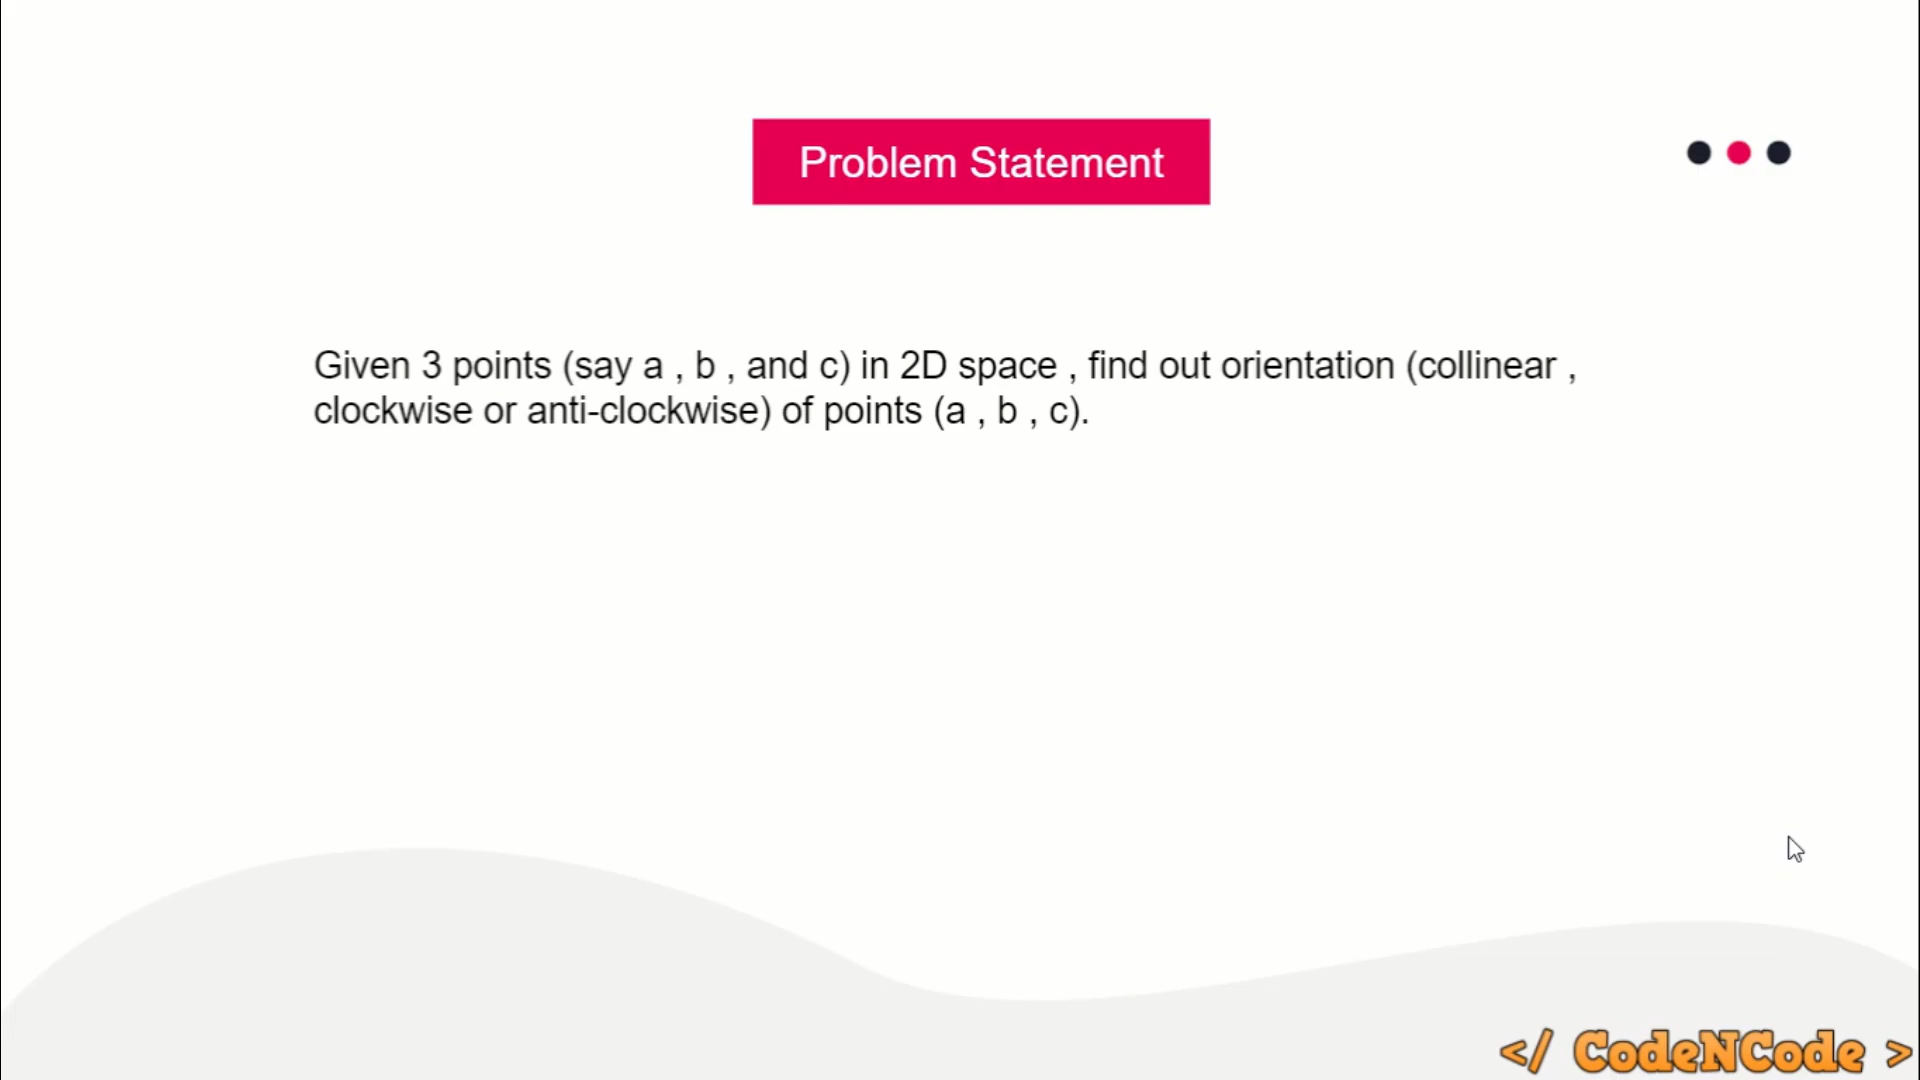 Problem Statement
Given 3 points (say a , b , and c) in 2D space , find out orientation (collinear ,
clockwise or anti-clockwise) of points (a , b , c).
</ CodeNCode >